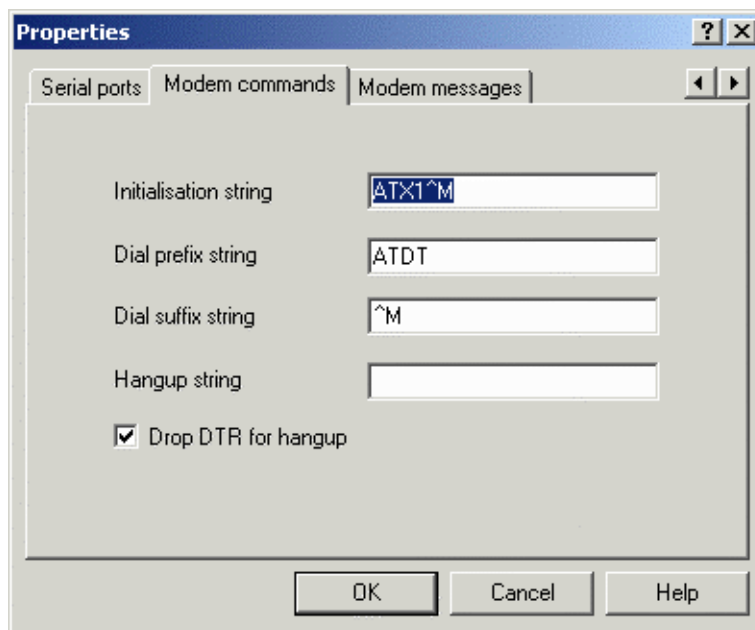 Properties
Serial ports Modem commands Modem messages
Initialisation string ATX1^M
Dial prefix string ATDT
Dial suffix string ^M
Hangup string
Drop DTR for hangup
OK Cancel Help